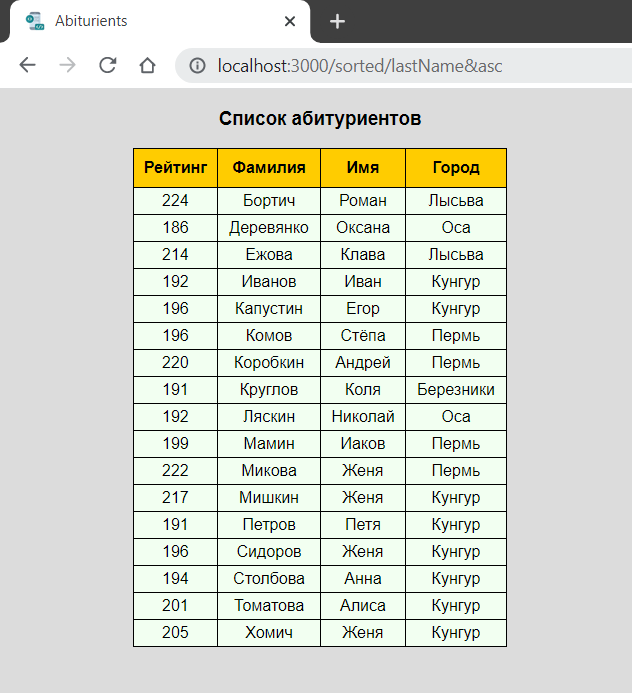 Abiturients
localhost:3000/sorted/lastName&asc
Список абитуриентов
Рейтинг Фамилия Имя Город
224 Бортич Роман Лысьва
186 Деревянко Оксана Оса
214 Ежова Клава Лысьва
192 Иванов Иван Кунгур
196 Капустин Егор Кунгур
196 Комов Стёпа Пермь
220 Коробкин Андрей Пермь
191 Круглов Коля Березники
192 Ляскин Николай Оса
199 Мамин Иаков Пермь
222 Микова Женя Пермь
217 Мишкин Женя Кунгур
191 Петров Петя Кунгур
196 Сидоров Женя Кунгур
194 Столбова Анна Кунгур
201 Томатова Алиса Кунгур
205 Хомич Женя Кунгур